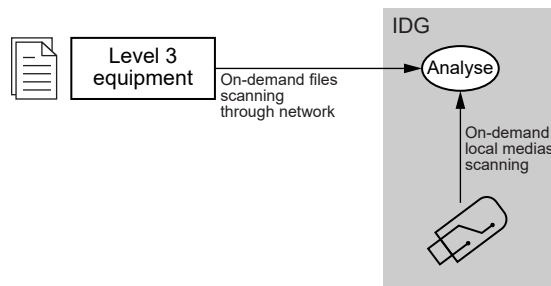 IDG
Level 3
equipment
Analyse
On-demand files
scanning
through network
On-demand
local medias
scanning